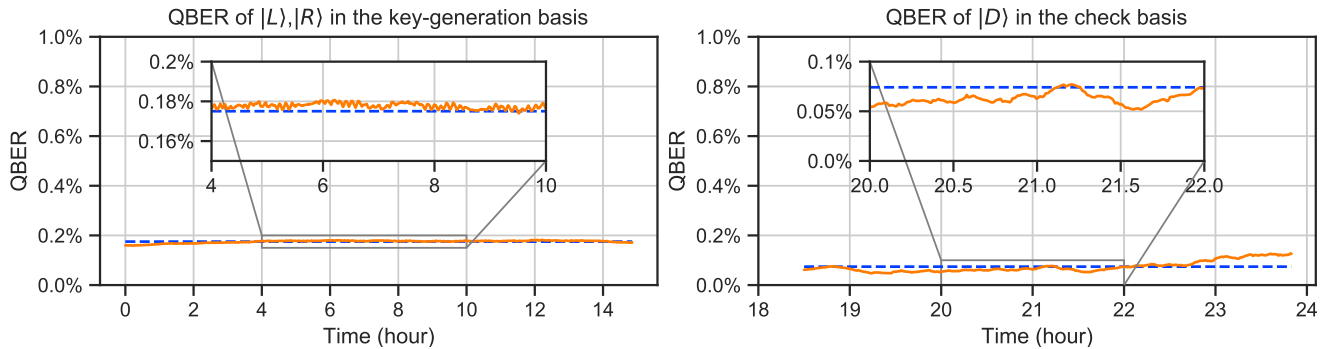 QBER of |L⟩,|R⟩ in the key-generation basis
1.0%
0.8%
0.6%
0.4%
0.2%
0.0%
QBER
0.2%
0.18%
0.16%
4 6 8 10
0 2 4 6 8 10 12 14
Time (hour)
QBER of |D⟩ in the check basis
1.0%
0.8%
0.6%
0.4%
0.2%
0.0%
QBER
0.1%
0.05%
0.0%
20.0 20.5 21.0 21.5 22.0
18 19 20 21 22 23 24
Time (hour)